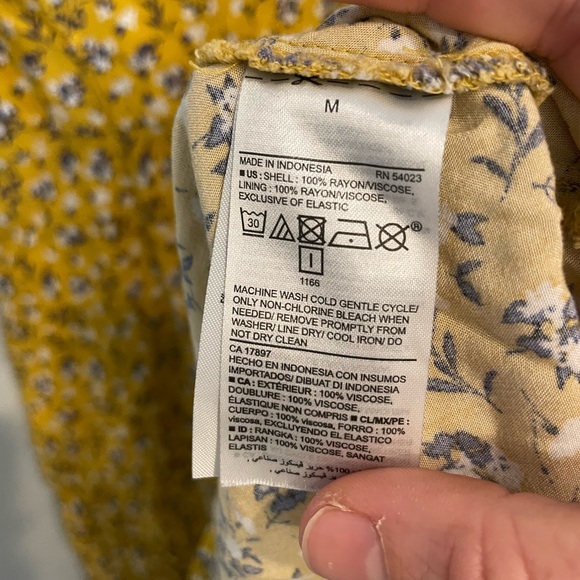 M
MADE IN INDONESIA RN 54023
■ US : SHELL : 100% RAYON/VISCOSE,
LINING : 100% RAYON/VISCOSE,
EXCLUSIVE OF ELASTIC
30
®
1166
MACHINE WASH COLD GENTLE CYCLE/
ONLY NON-CHLORINE BLEACH WHEN
NEEDED/ REMOVE PROMPTLY FROM
WASHER/ LINE DRY/ COOL IRON/ DO
NOT DRY CLEAN
CA 17897
HECHO EN INDONESIA CON INSUMOS
IMPORTADOS/ DIBUAT DI INDONESIA
■ CA : EXTÉRIEUR : 100% VISCOSE,
DOUBLURE : 100% VISCOSE,
ÉLASTIQUE NON COMPRIS ■ CL/MX/PE :
CUERPO : 100% viscosa, FORRO : 100%
viscosa, EXCLUYENDO EL ELASTICO
■ ID : RANGKA : 100% VISCOSE,
LAPISAN : 100% VISCOSE, SANGAT
ELASTIS
100% حرير فيسكوز صناعي ,